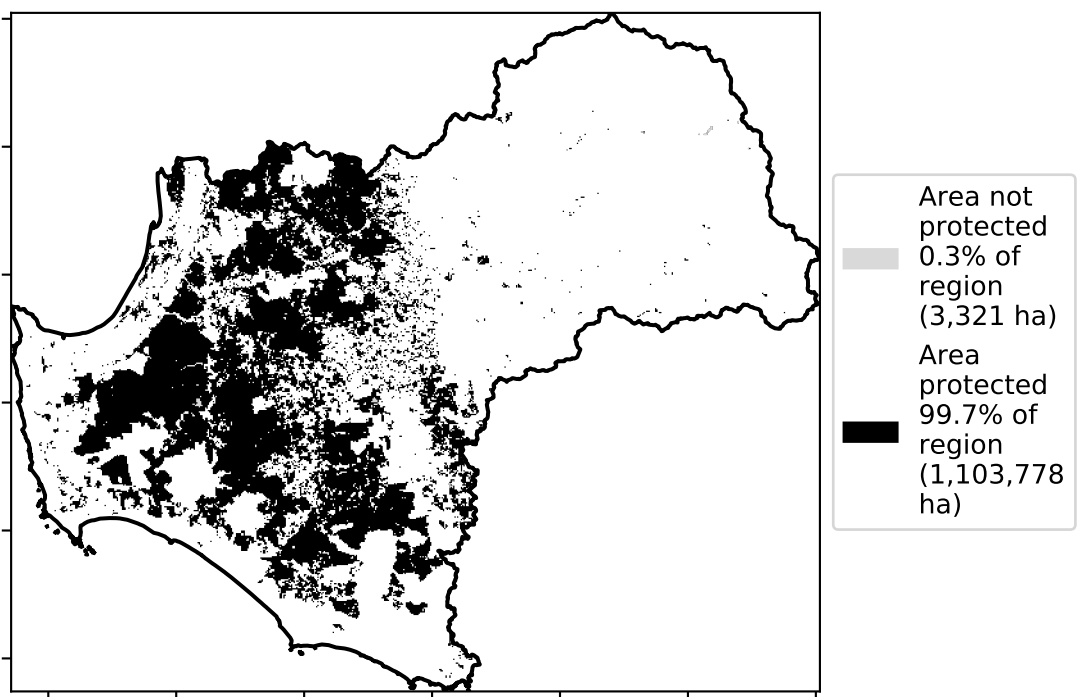 Area not
protected
0.3% of
region
(3,321 ha)
Area
protected
99.7% of
region
(1,103,778
ha)